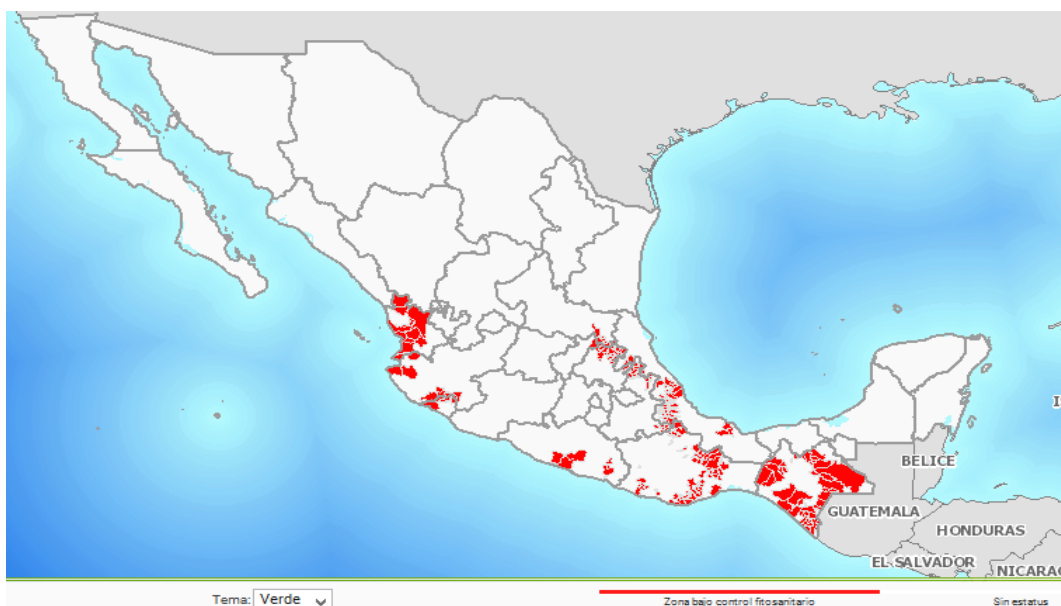 I
BELICE
GUATEMALA
HONDURAS
EL SALVADOR
NICARAG
Tema: Verde
Zona bajo control fitosanitario
Sin estatus